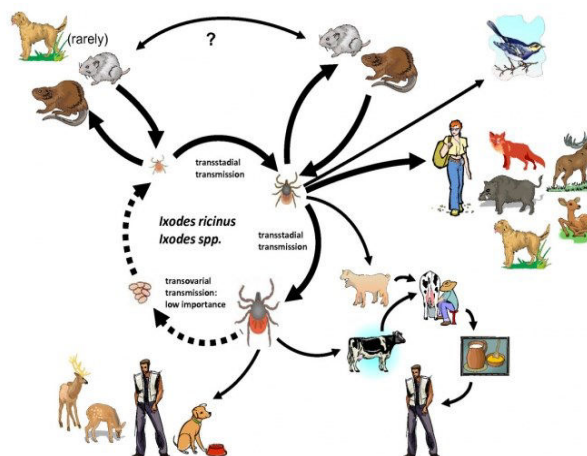 (rarely)
?
transstadial
transmission
Ixodes ricinus
Ixodes spp.
transstadial
transmission
transovarial
transmission:
low importance